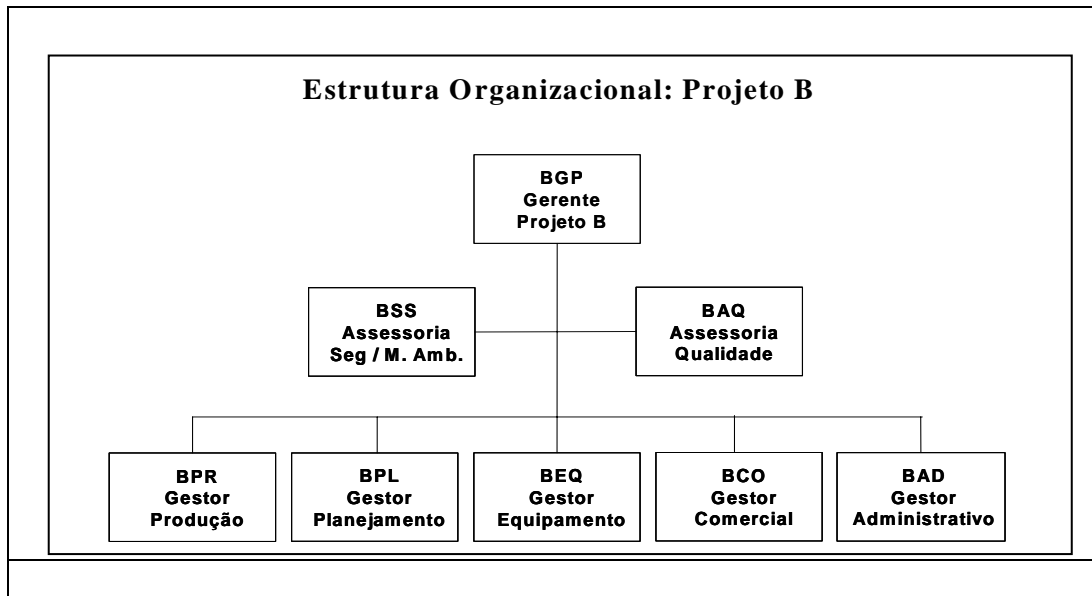 Estrutura Organizacional: Projeto B
BGP
Gerente
Projeto B
BSS
Assessoria
Seg / M. Amb.
BAQ
Assessoria
Qualidade
BPR
Gestor
Produção
BPL
Gestor
Planejamento
BEQ
Gestor
Equipamento
BCO
Gestor
Comercial
BAD
Gestor
Administrativo